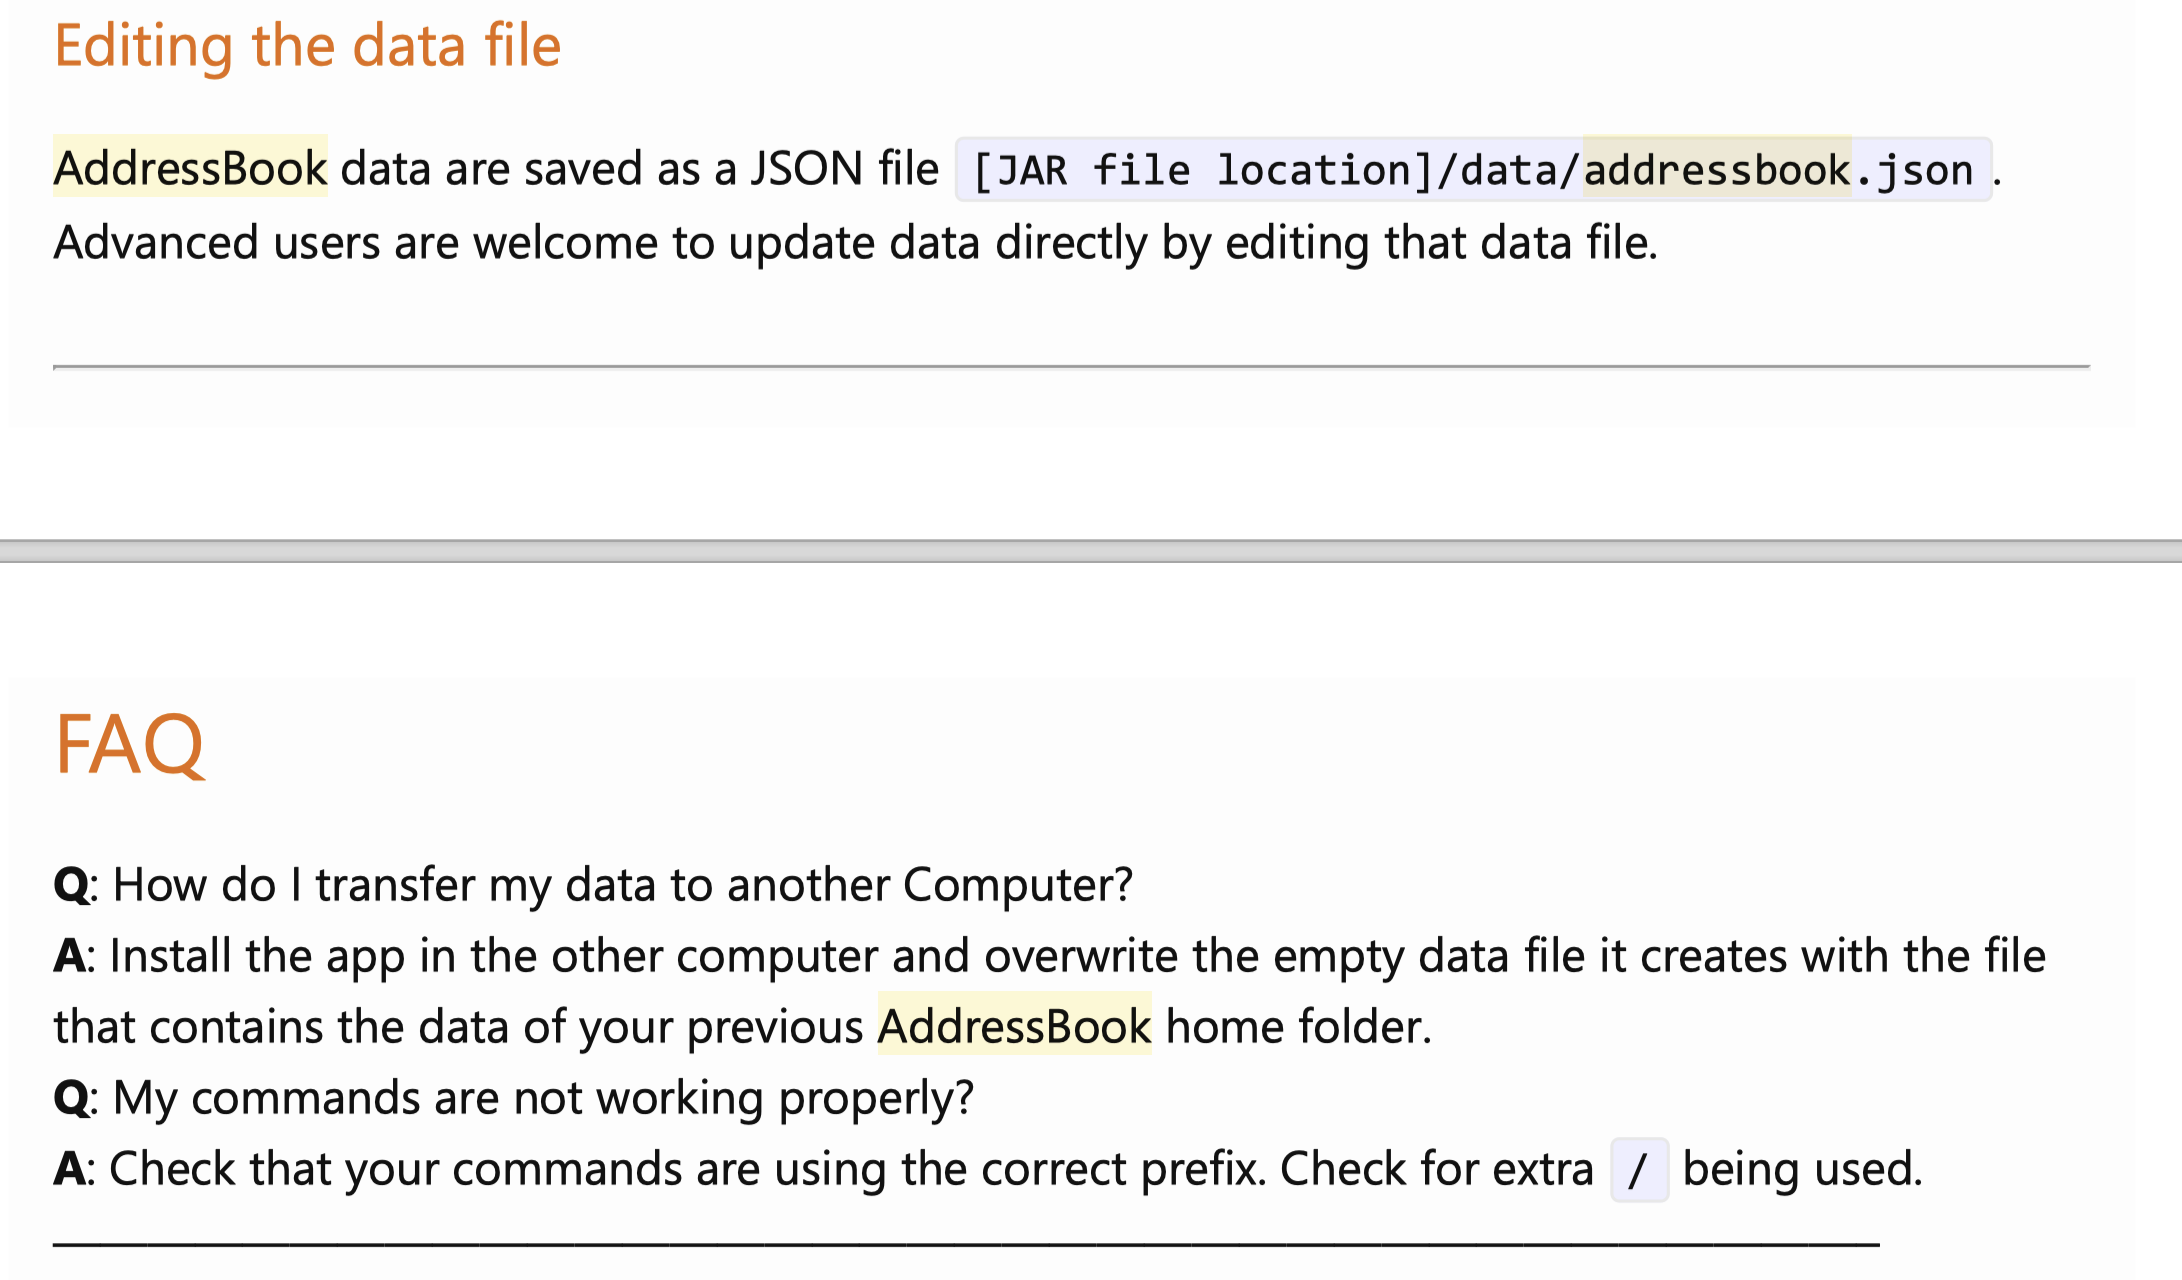 Editing the data file
AddressBook data are saved as a JSON file [JAR file location]/data/addressbook.json .
Advanced users are welcome to update data directly by editing that data file.
FAQ
Q: How do I transfer my data to another Computer?
A: Install the app in the other computer and overwrite the empty data file it creates with the file
that contains the data of your previous AddressBook home folder.
Q: My commands are not working properly?
A: Check that your commands are using the correct prefix. Check for extra / being used.